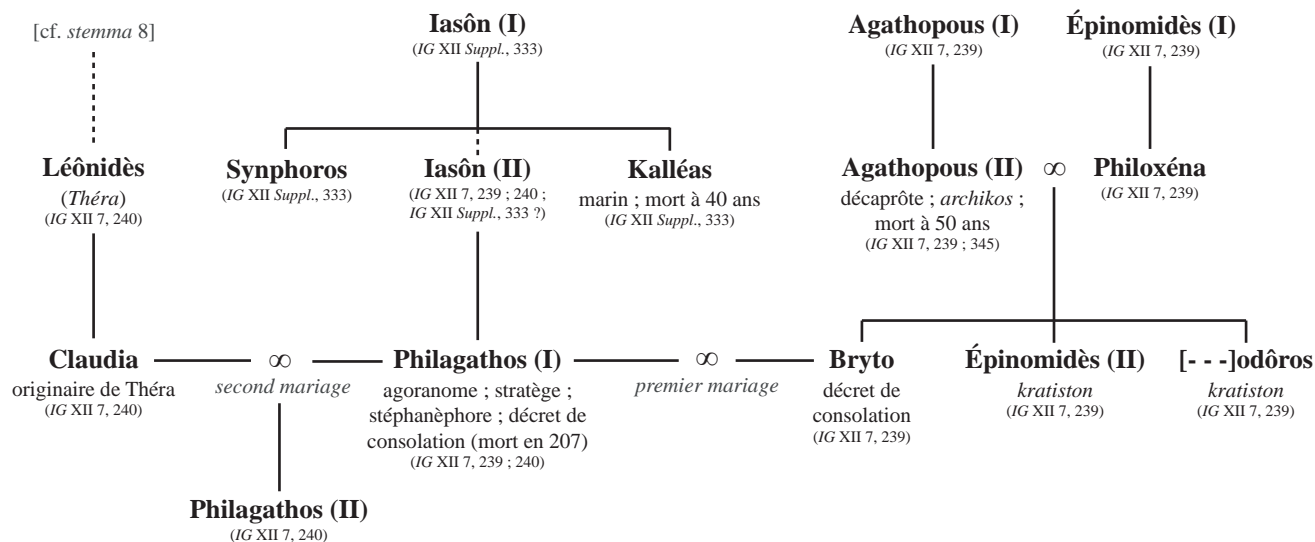 [cf. stemma 8]
Iasôn (I)
(IG XII Suppl., 333)
Agathopous (I)
(IG XII 7, 239)
Épinomidès (I)
(IG XII 7, 239)
Léônidès
(Théra)
(IG XII 7, 240)
Synphoros
(IG XII Suppl., 333)
Iasôn (II)
(IG XII 7, 239 ; 240 ;
IG XII Suppl., 333 ?)
Kalléas
marin ; mort à 40 ans
(IG XII Suppl., 333)
Agathopous (II)
décaprôte ; archikos ;
mort à 50 ans
(IG XII 7, 239 ; 345)
∞
Philoxéna
(IG XII 7, 239)
Claudia
originaire de Théra
(IG XII 7, 240)
∞
second mariage
Philagathos (I)
agoranome ; stratège ;
stéphanèphore ; décret de
consolation (mort en 207)
(IG XII 7, 239 ; 240)
∞
premier mariage
Bryto
décret de
consolation
(IG XII 7, 239)
Épinomidès (II)
kratiston
(IG XII 7, 239)
[- - -]odôros
kratiston
(IG XII 7, 239)
Philagathos (II)
(IG XII 7, 240)